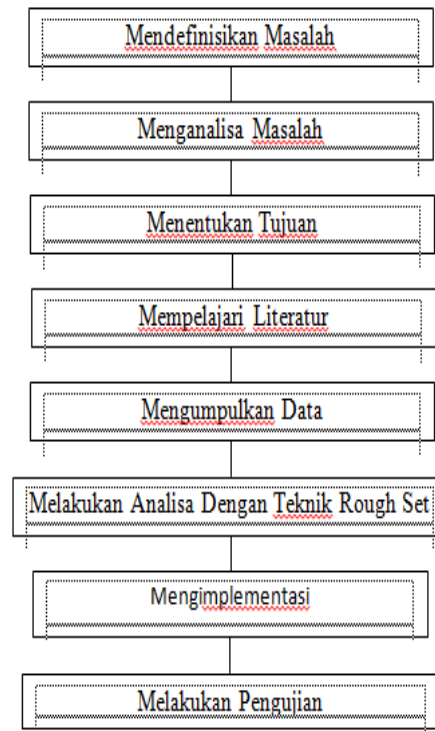 Mendefinisikan Masalah
Menganalisa Masalah
Menentukan Tujuan
Mempelajari Literatur
Mengumpulkan Data
Melakukan Analisa Dengan Teknik Rough Set
Mengimplementasi
Melakukan Pengujian